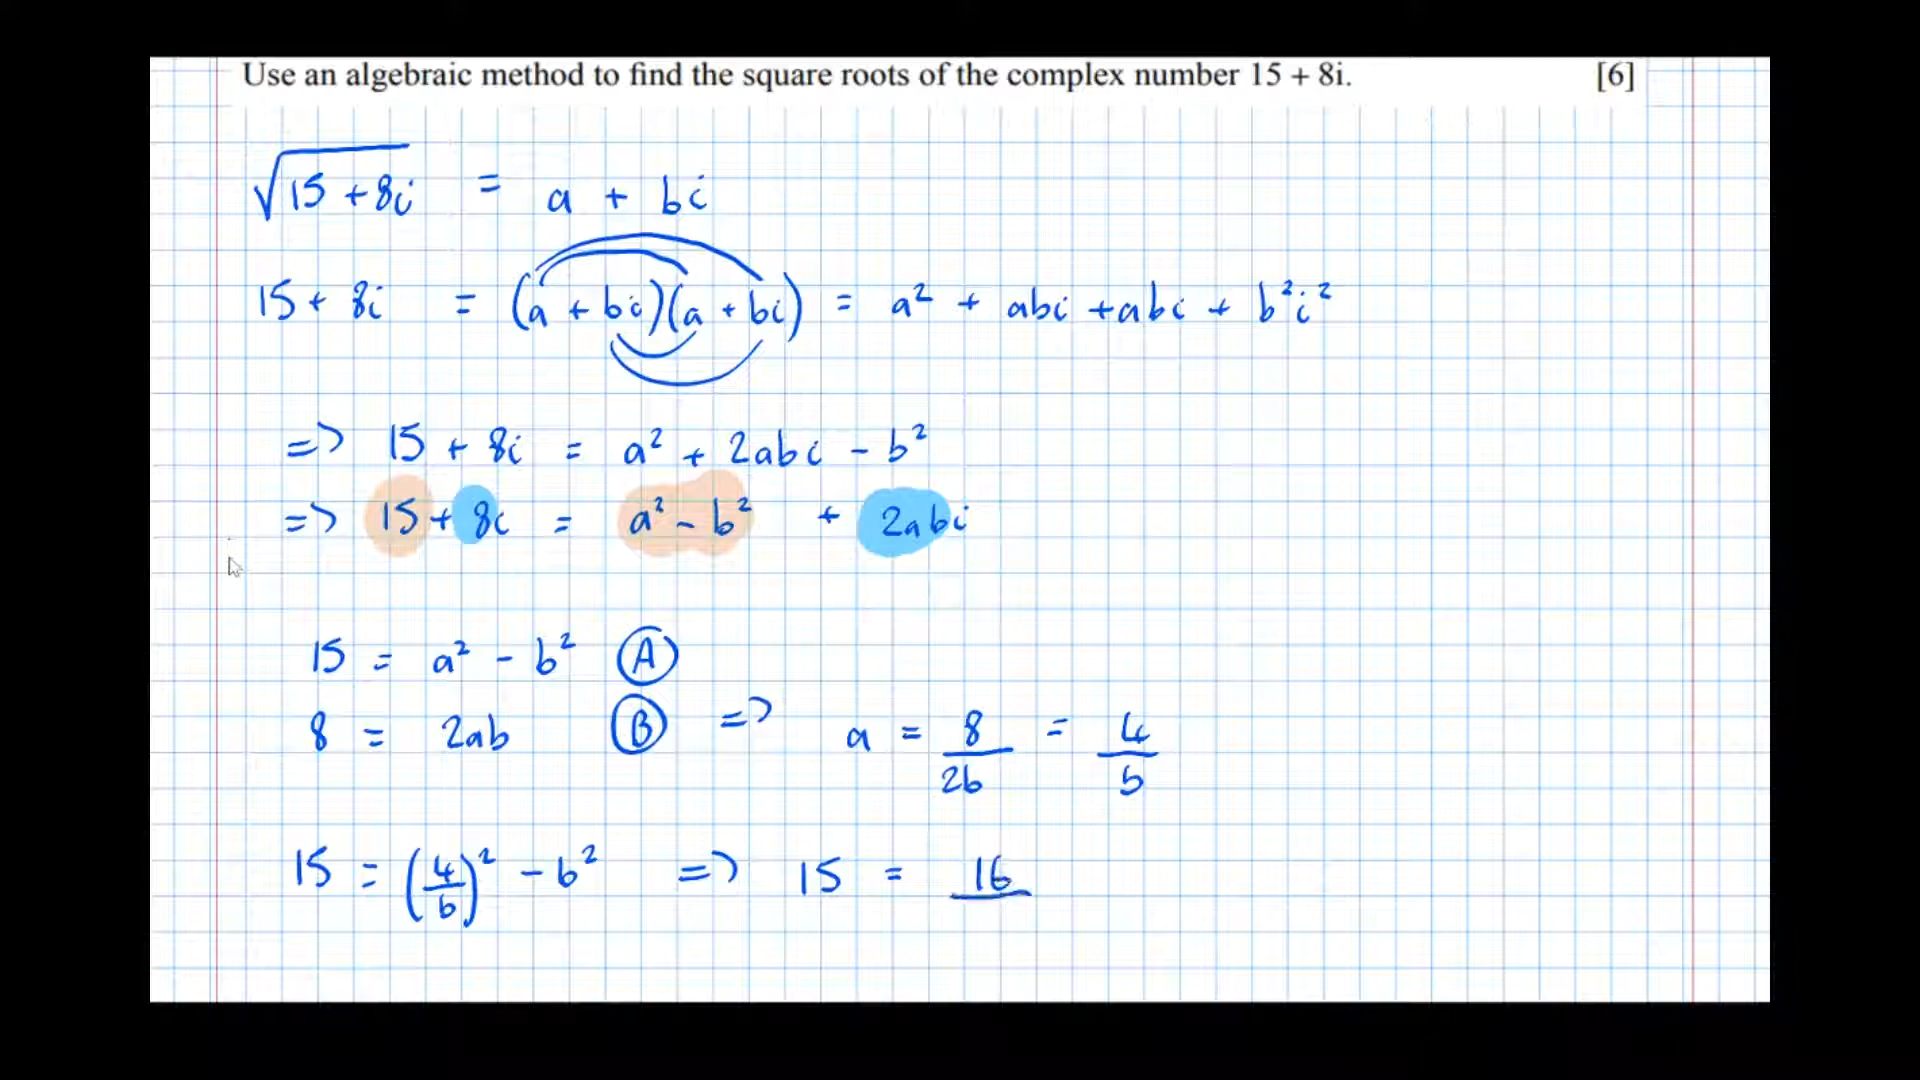 Use an algebraic method to find the square roots of the complex number 15 + 8i. [6]
√15 + 8i = a + bi
15 + 8i = (a + bi)(a + bi) = a² + abi + abi + b²i²
=> 15 + 8i = a² + 2abi - b²
=> 15 + 8i = a² - b² + 2abi
15 = a² - b² Ⓐ
8 = 2ab Ⓑ => a = 8/2b = 4/b
15 = (4/b)² - b² => 15 = 16/